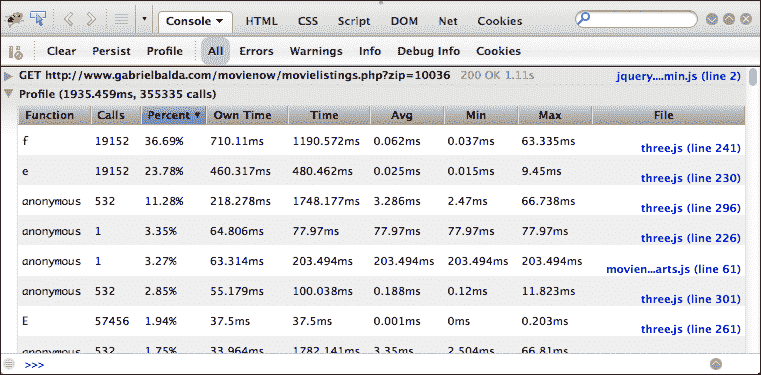 Console HTML CSS Script DOM Net Cookies
Clear Persist Profile All Errors Warnings Info Debug Info Cookies
GET http://www.gabrielbalda.com/movienow/movielistings.php?zip=10036 200 OK 1.11s jquery....min.js (line 2)
Profile (1935.459ms, 355335 calls)
Function Calls Percent Own Time Time Avg Min Max File
f 19152 36.69% 710.11ms 1190.572ms 0.062ms 0.037ms 63.335ms three.js (line 241)
e 19152 23.78% 460.317ms 480.462ms 0.025ms 0.015ms 9.45ms three.js (line 230)
anonymous 532 11.28% 218.278ms 1748.177ms 3.286ms 2.47ms 66.738ms three.js (line 296)
anonymous 1 3.35% 64.806ms 77.97ms 77.97ms 77.97ms 77.97ms three.js (line 226)
anonymous 1 3.27% 63.314ms 203.494ms 203.494ms 203.494ms 203.494ms movien...arts.js (line 61)
anonymous 532 2.85% 55.179ms 100.038ms 0.188ms 0.12ms 11.823ms three.js (line 301)
E 57456 1.94% 37.5ms 37.5ms 0.001ms 0ms 0.203ms three.js (line 261)
anonymous 532 1.75% 33.964ms 1782.141ms 3.35ms 2.504ms 66.81ms
>>>